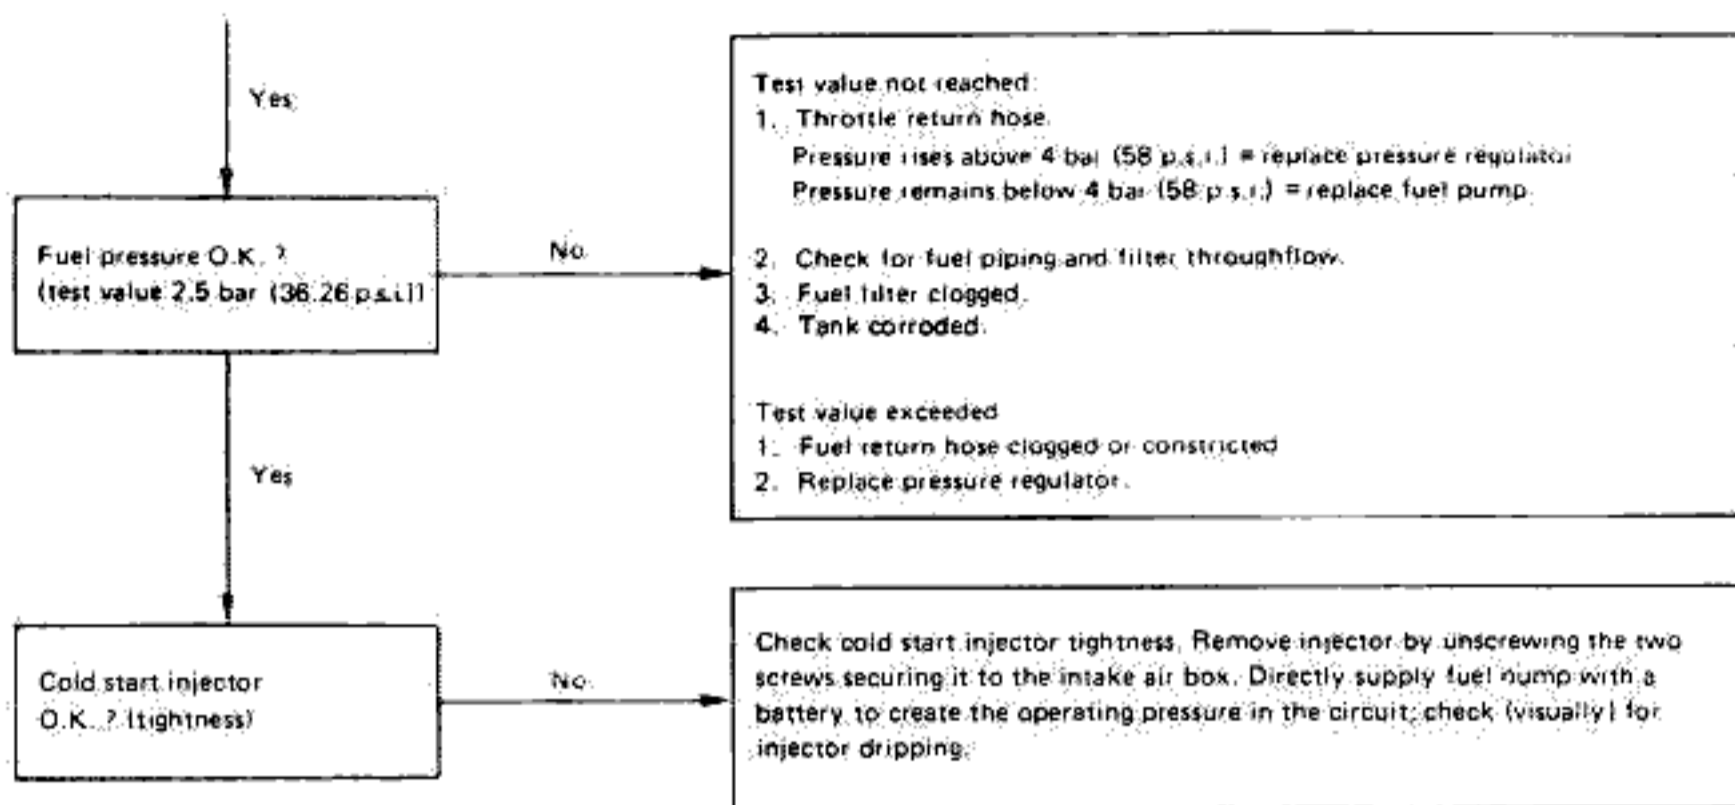 Yes
Fuel pressure O.K. ?
(test value 2.5 bar (36.26 p.s.i.))
No
Test value not reached:
1. Throttle return hose.
Pressure rises above 4 bar (58 p.s.i.) = replace pressure regulator
Pressure remains below 4 bar (58 p.s.i.) = replace fuel pump
2. Check for fuel piping and filter throughflow.
3. Fuel filter clogged.
4. Tank corroded.
Test value exceeded
1. Fuel return hose clogged or constricted
2. Replace pressure regulator.
Yes
Cold start injector
O.K. ? (tightness)
No
Check cold start injector tightness. Remove injector by unscrewing the two
screws securing it to the intake air box. Directly supply fuel pump with a
battery to create the operating pressure in the circuit; check (visually) for
injector dripping.